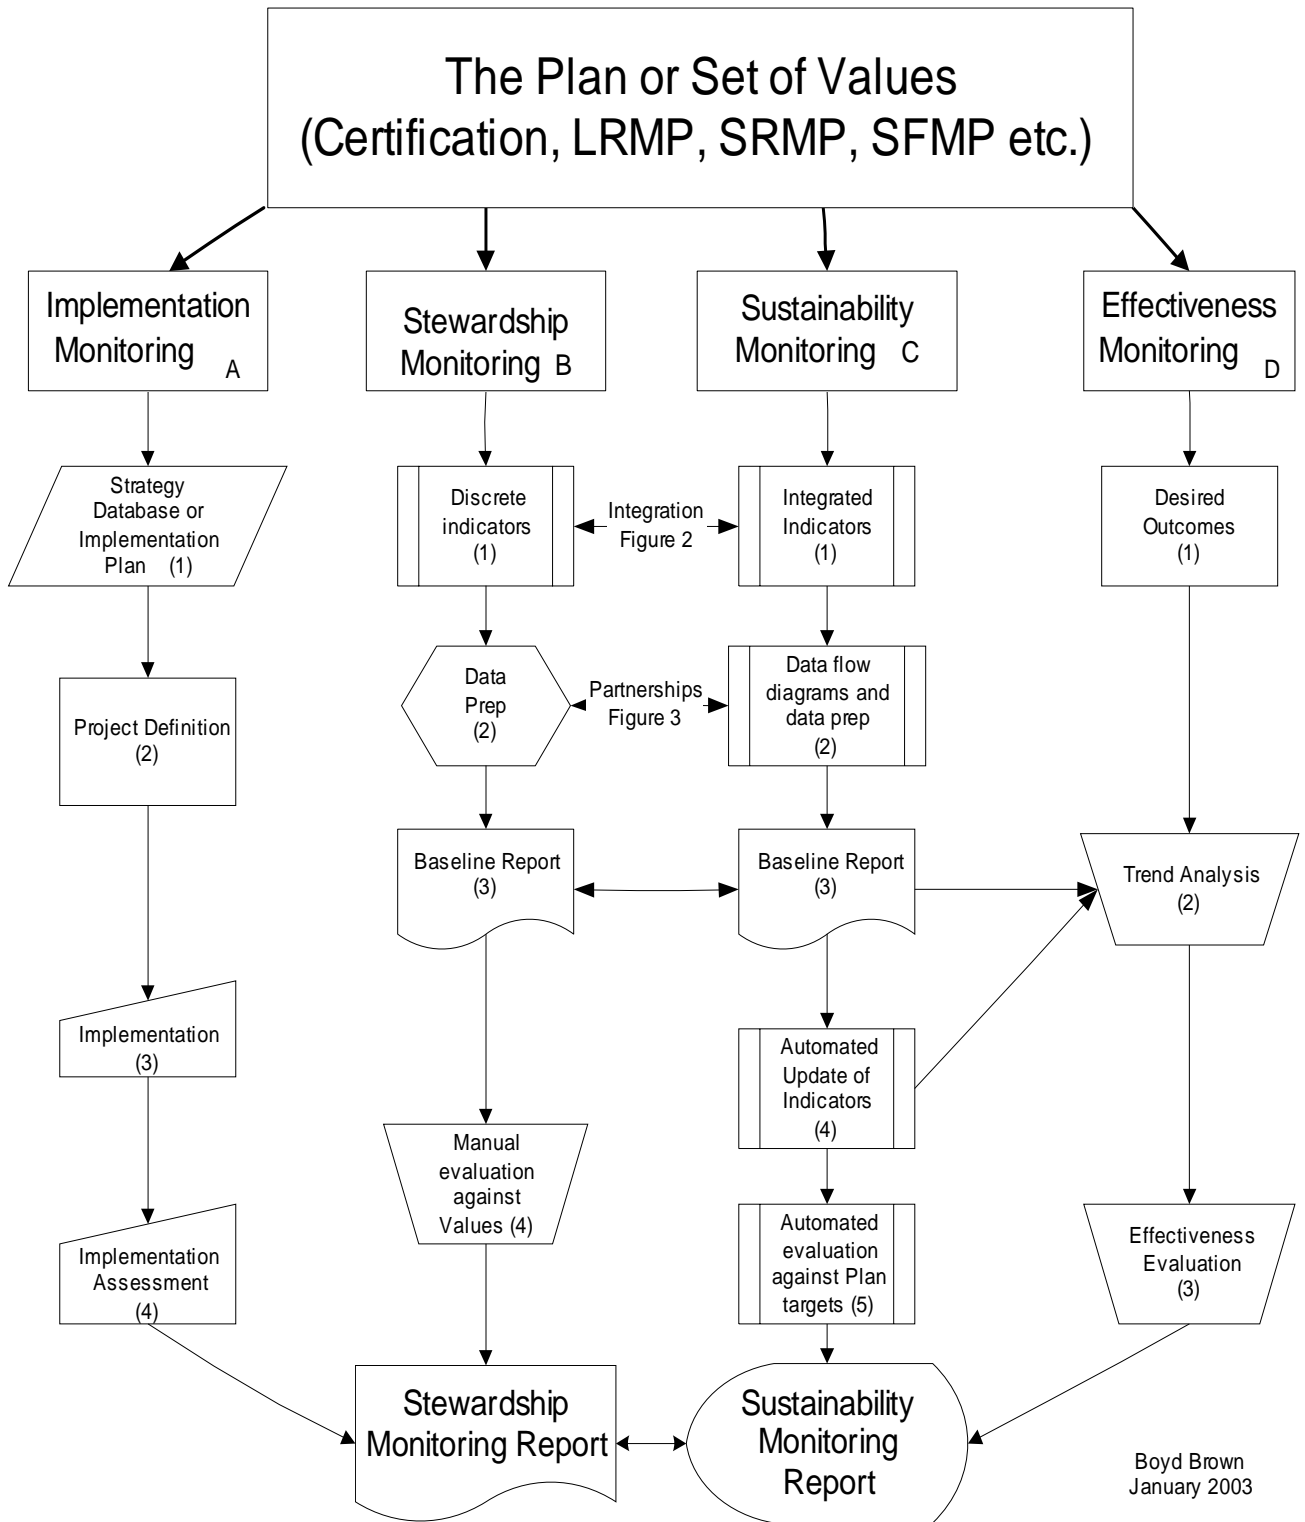 The Plan or Set of Values
(Certification, LRMP, SRMP, SFMP etc.)
Implementation
Monitoring A
Stewardship
Monitoring B
Sustainability
Monitoring C
Effectiveness
Monitoring D
Strategy
Database or
Implementation
Plan (1)
Discrete
indicators
(1)
Integration
Figure 2
Integrated
Indicators
(1)
Desired
Outcomes
(1)
Project Definition
(2)
Data
Prep
(2)
Partnerships
Figure 3
Data flow
diagrams and
data prep
(2)
Baseline Report
(3)
Baseline Report
(3)
Trend Analysis
(2)
Implementation
(3)
Automated
Update of
Indicators
(4)
Manual
evaluation
against
Values (4)
Implementation
Assessment
(4)
Automated
evaluation
against Plan
targets (5)
Effectiveness
Evaluation
(3)
Stewardship
Monitoring Report
Sustainability
Monitoring
Report
Boyd Brown
January 2003